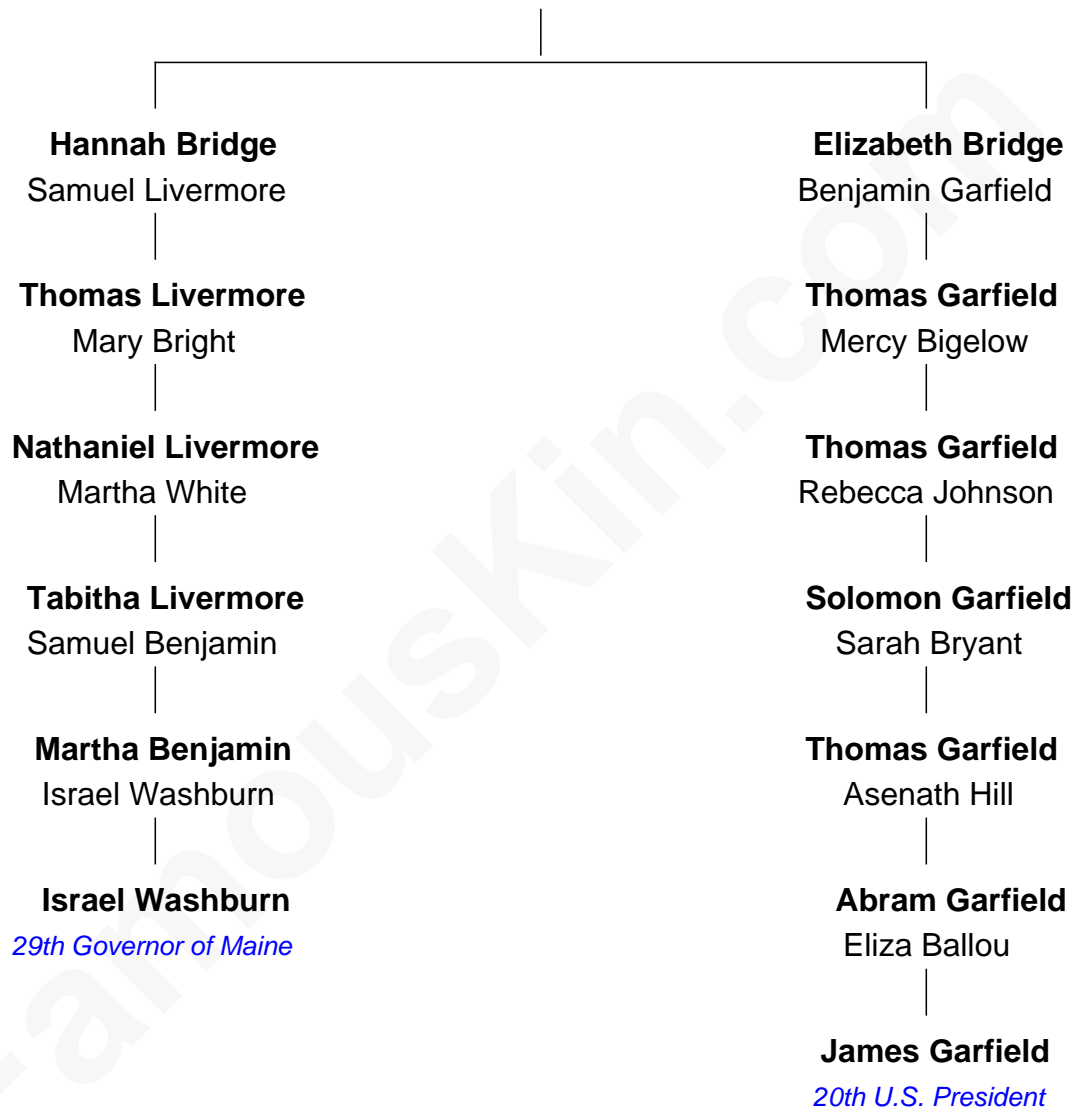 Hannah Bridge
Samuel Livermore
Thomas Livermore
Mary Bright
Nathaniel Livermore
Martha White
Tabitha Livermore
Samuel Benjamin
Martha Benjamin
Israel Washburn
Israel Washburn
29th Governor of Maine
Elizabeth Bridge
Benjamin Garfield
Thomas Garfield
Mercy Bigelow
Thomas Garfield
Rebecca Johnson
Solomon Garfield
Sarah Bryant
Thomas Garfield
Asenath Hill
Abram Garfield
Eliza Ballou
James Garfield
20th U.S. President
FamousKin.com